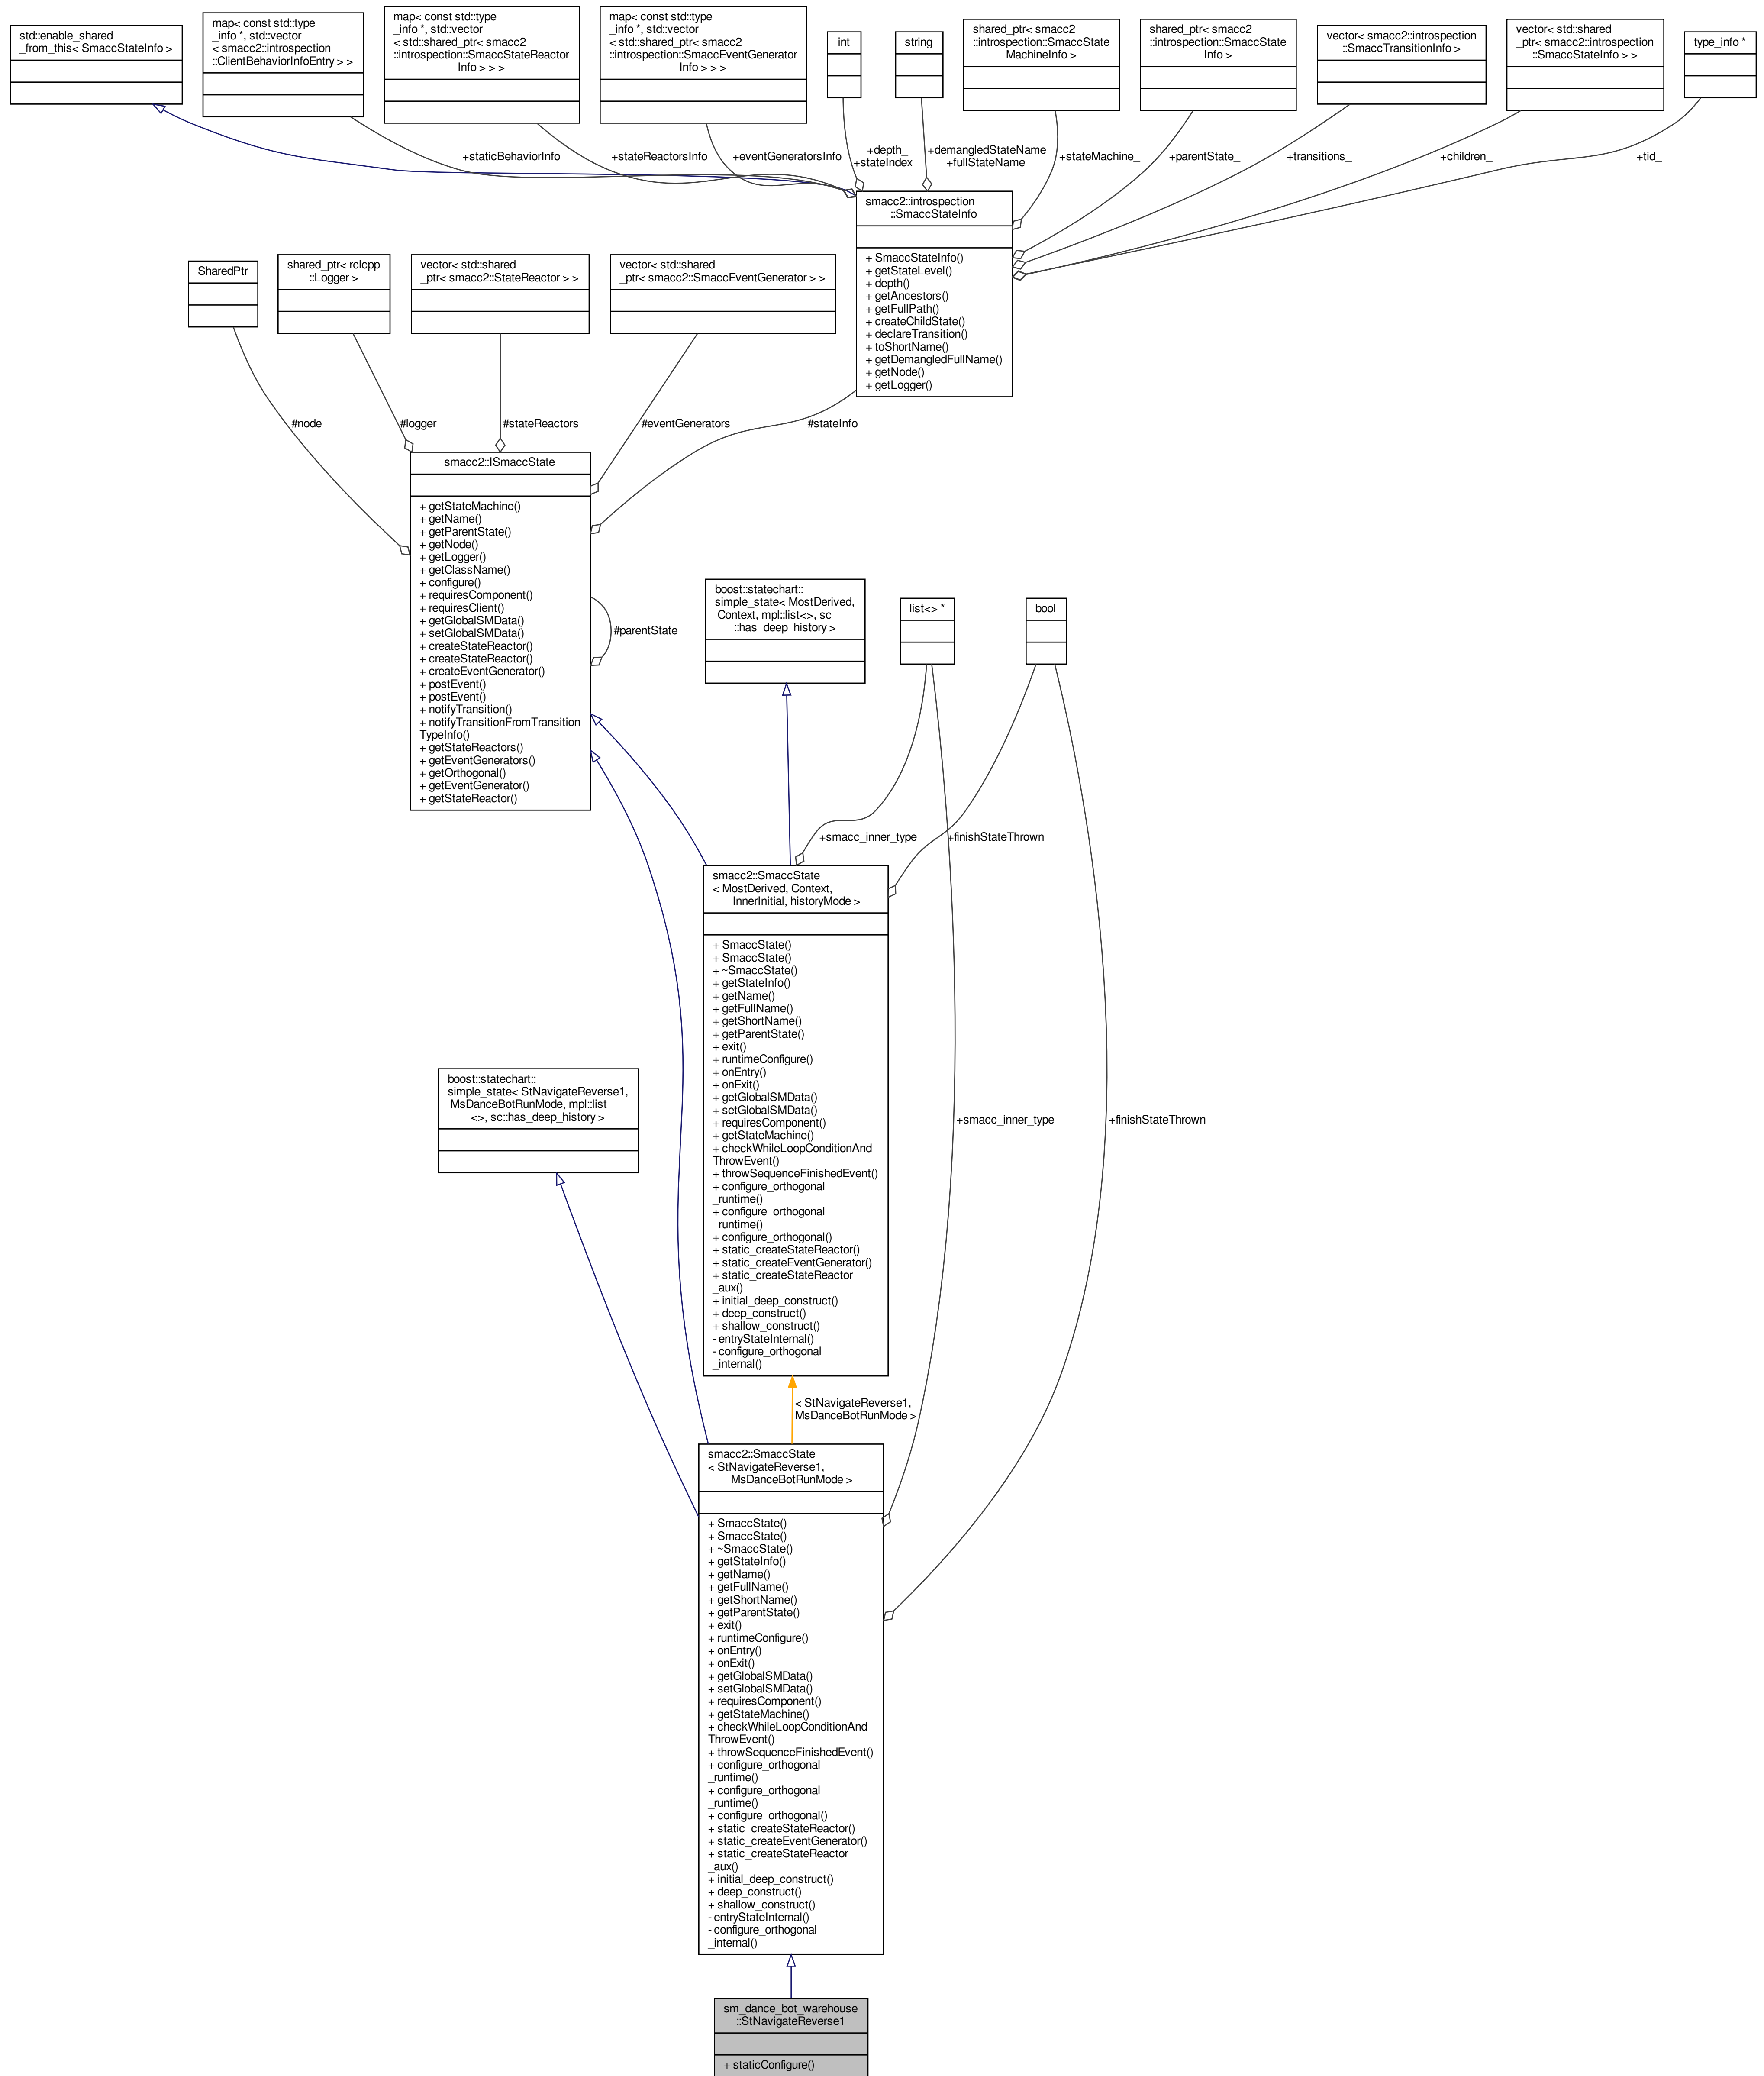 std::enable_shared
_from_this< SmaccStateInfo >
map< const std::type
_info *, std::vector
< smacc2::introspection
::ClientBehaviorInfoEntry > >
map< const std::type
_info *, std::vector
< std::shared_ptr< smacc2
::introspection::SmaccStateReactor
Info > > >
map< const std::type
_info *, std::vector
< std::shared_ptr< smacc2
::introspection::SmaccEventGenerator
Info > > >
int
string
shared_ptr< smacc2
::introspection::SmaccState
MachineInfo >
shared_ptr< smacc2
::introspection::SmaccState
Info >
vector< smacc2::introspection
::SmaccTransitionInfo >
vector< std::shared
_ptr< smacc2::introspection
::SmaccStateInfo > >
type_info *
+staticBehaviorInfo
+stateReactorsInfo
+eventGeneratorsInfo
+depth_
+stateIndex_
+demangledStateName
+fullStateName
+stateMachine_
+parentState_
+transitions_
+children_
+tid_
smacc2::introspection
::SmaccStateInfo
+ SmaccStateInfo()
+ getStateLevel()
+ depth()
+ getAncestors()
+ getFullPath()
+ createChildState()
+ declareTransition()
+ toShortName()
+ getDemangledFullName()
+ getNode()
+ getLogger()
SharedPtr
shared_ptr< rclcpp
::Logger >
vector< std::shared
_ptr< smacc2::StateReactor > >
vector< std::shared
_ptr< smacc2::SmaccEventGenerator > >
#node_
#logger_
#stateReactors_
#eventGenerators_
#stateInfo_
smacc2::ISmaccState
+ getStateMachine()
+ getName()
+ getParentState()
+ getNode()
+ getLogger()
+ getClassName()
+ configure()
+ requiresComponent()
+ requiresClient()
+ getGlobalSMData()
+ setGlobalSMData()
+ createStateReactor()
+ createStateReactor()
+ createEventGenerator()
+ postEvent()
+ postEvent()
+ notifyTransition()
+ notifyTransitionFromTransition
TypeInfo()
+ getStateReactors()
+ getEventGenerators()
+ getOrthogonal()
+ getEventGenerator()
+ getStateReactor()
#parentState_
boost::statechart::
simple_state< MostDerived,
Context, mpl::list<>, sc
::has_deep_history >
list<> *
bool
+smacc_inner_type
+finishStateThrown
smacc2::SmaccState
< MostDerived, Context,
InnerInitial, historyMode >
+ SmaccState()
+ SmaccState()
+ ~SmaccState()
+ getStateInfo()
+ getName()
+ getFullName()
+ getShortName()
+ getParentState()
+ exit()
+ runtimeConfigure()
+ onEntry()
+ onExit()
+ getGlobalSMData()
+ setGlobalSMData()
+ requiresComponent()
+ getStateMachine()
+ checkWhileLoopConditionAnd
ThrowEvent()
+ throwSequenceFinishedEvent()
+ configure_orthogonal
_runtime()
+ configure_orthogonal
_runtime()
+ configure_orthogonal()
+ static_createStateReactor()
+ static_createEventGenerator()
+ static_createStateReactor
_aux()
+ initial_deep_construct()
+ deep_construct()
+ shallow_construct()
- entryStateInternal()
- configure_orthogonal
_internal()
boost::statechart::
simple_state< StNavigateReverse1,
MsDanceBotRunMode, mpl::list
<>, sc::has_deep_history >
+smacc_inner_type
+finishStateThrown
< StNavigateReverse1,
MsDanceBotRunMode >
smacc2::SmaccState
< StNavigateReverse1,
MsDanceBotRunMode >
+ SmaccState()
+ SmaccState()
+ ~SmaccState()
+ getStateInfo()
+ getName()
+ getFullName()
+ getShortName()
+ getParentState()
+ exit()
+ runtimeConfigure()
+ onEntry()
+ onExit()
+ getGlobalSMData()
+ setGlobalSMData()
+ requiresComponent()
+ getStateMachine()
+ checkWhileLoopConditionAnd
ThrowEvent()
+ throwSequenceFinishedEvent()
+ configure_orthogonal
_runtime()
+ configure_orthogonal
_runtime()
+ configure_orthogonal()
+ static_createStateReactor()
+ static_createEventGenerator()
+ static_createStateReactor
_aux()
+ initial_deep_construct()
+ deep_construct()
+ shallow_construct()
- entryStateInternal()
- configure_orthogonal
_internal()
sm_dance_bot_warehouse
::StNavigateReverse1
+ staticConfigure()